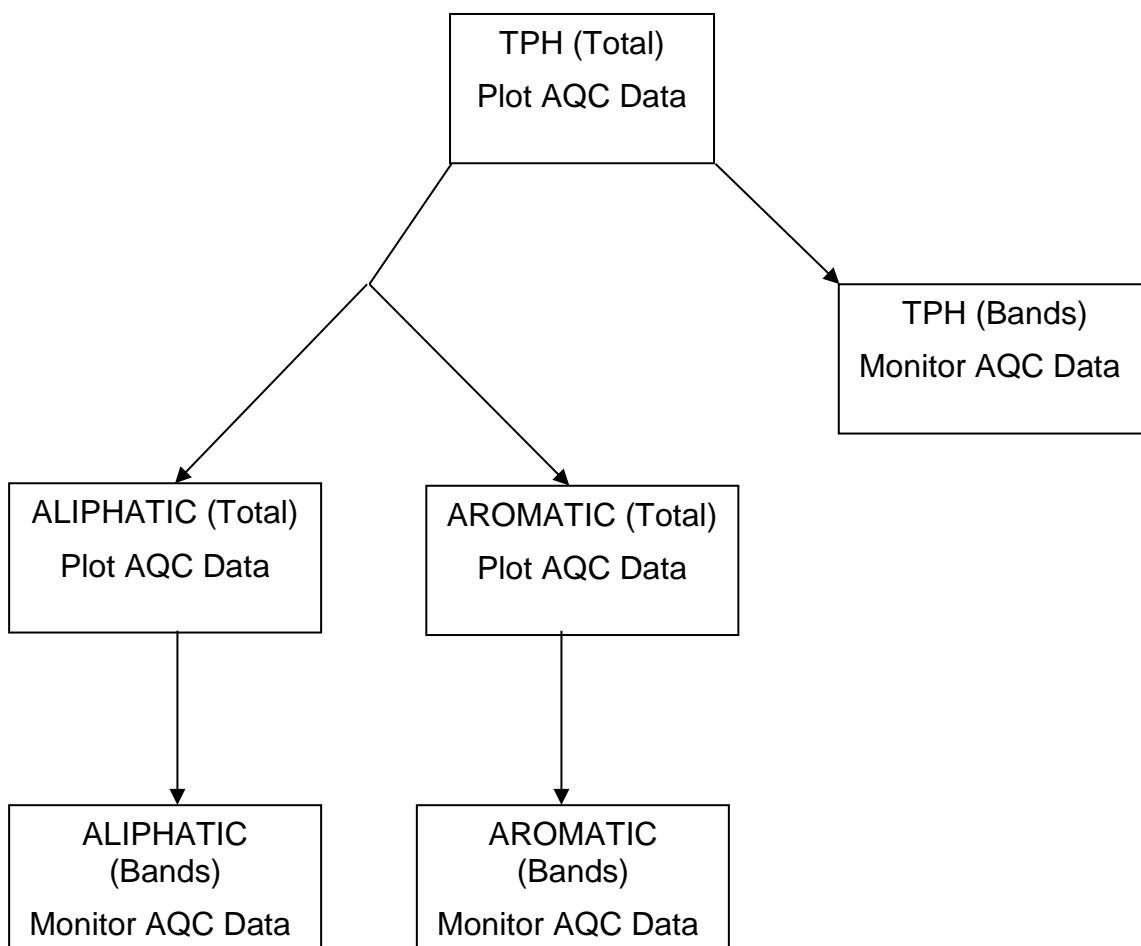 TPH (Total)
Plot AQC Data
TPH (Bands)
Monitor AQC Data
ALIPHATIC (Total)
Plot AQC Data
AROMATIC (Total)
Plot AQC Data
ALIPHATIC
(Bands)
Monitor AQC Data
AROMATIC
(Bands)
Monitor AQC Data